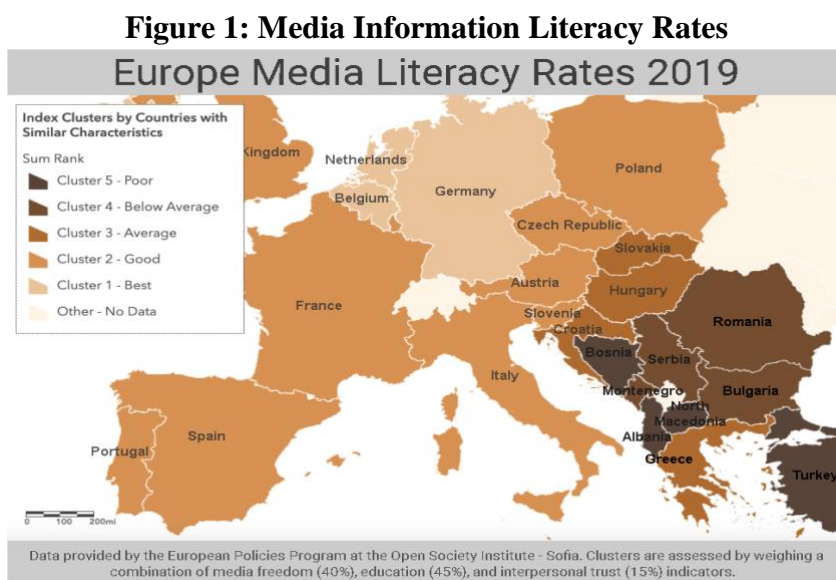 Figure 1: Media Information Literacy Rates
Europe Media Literacy Rates 2019
Index Clusters by Countries with
Similar Characteristics
Sum Rank
Cluster 5 - Poor
Cluster 4 - Below Average
Cluster 3 - Average
Cluster 2 - Good
Cluster 1 - Best
Other - No Data
Kingdom
Netherlands
Belgium
Germany
Poland
Czech Republic
Slovakia
Austria
Hungary
France
Slovenia
Croatia
Romania
Bosnia
Serbia
Italy
Montenegro
Bulgaria
North
Macedonia
Portugal
Spain
Albania
Greece
Turkey
0 100 200mi
Data provided by the European Policies Program at the Open Society Institute - Sofia. Clusters are assessed by weighing a
combination of media freedom (40%), education (45%), and interpersonal trust (15%) indicators.